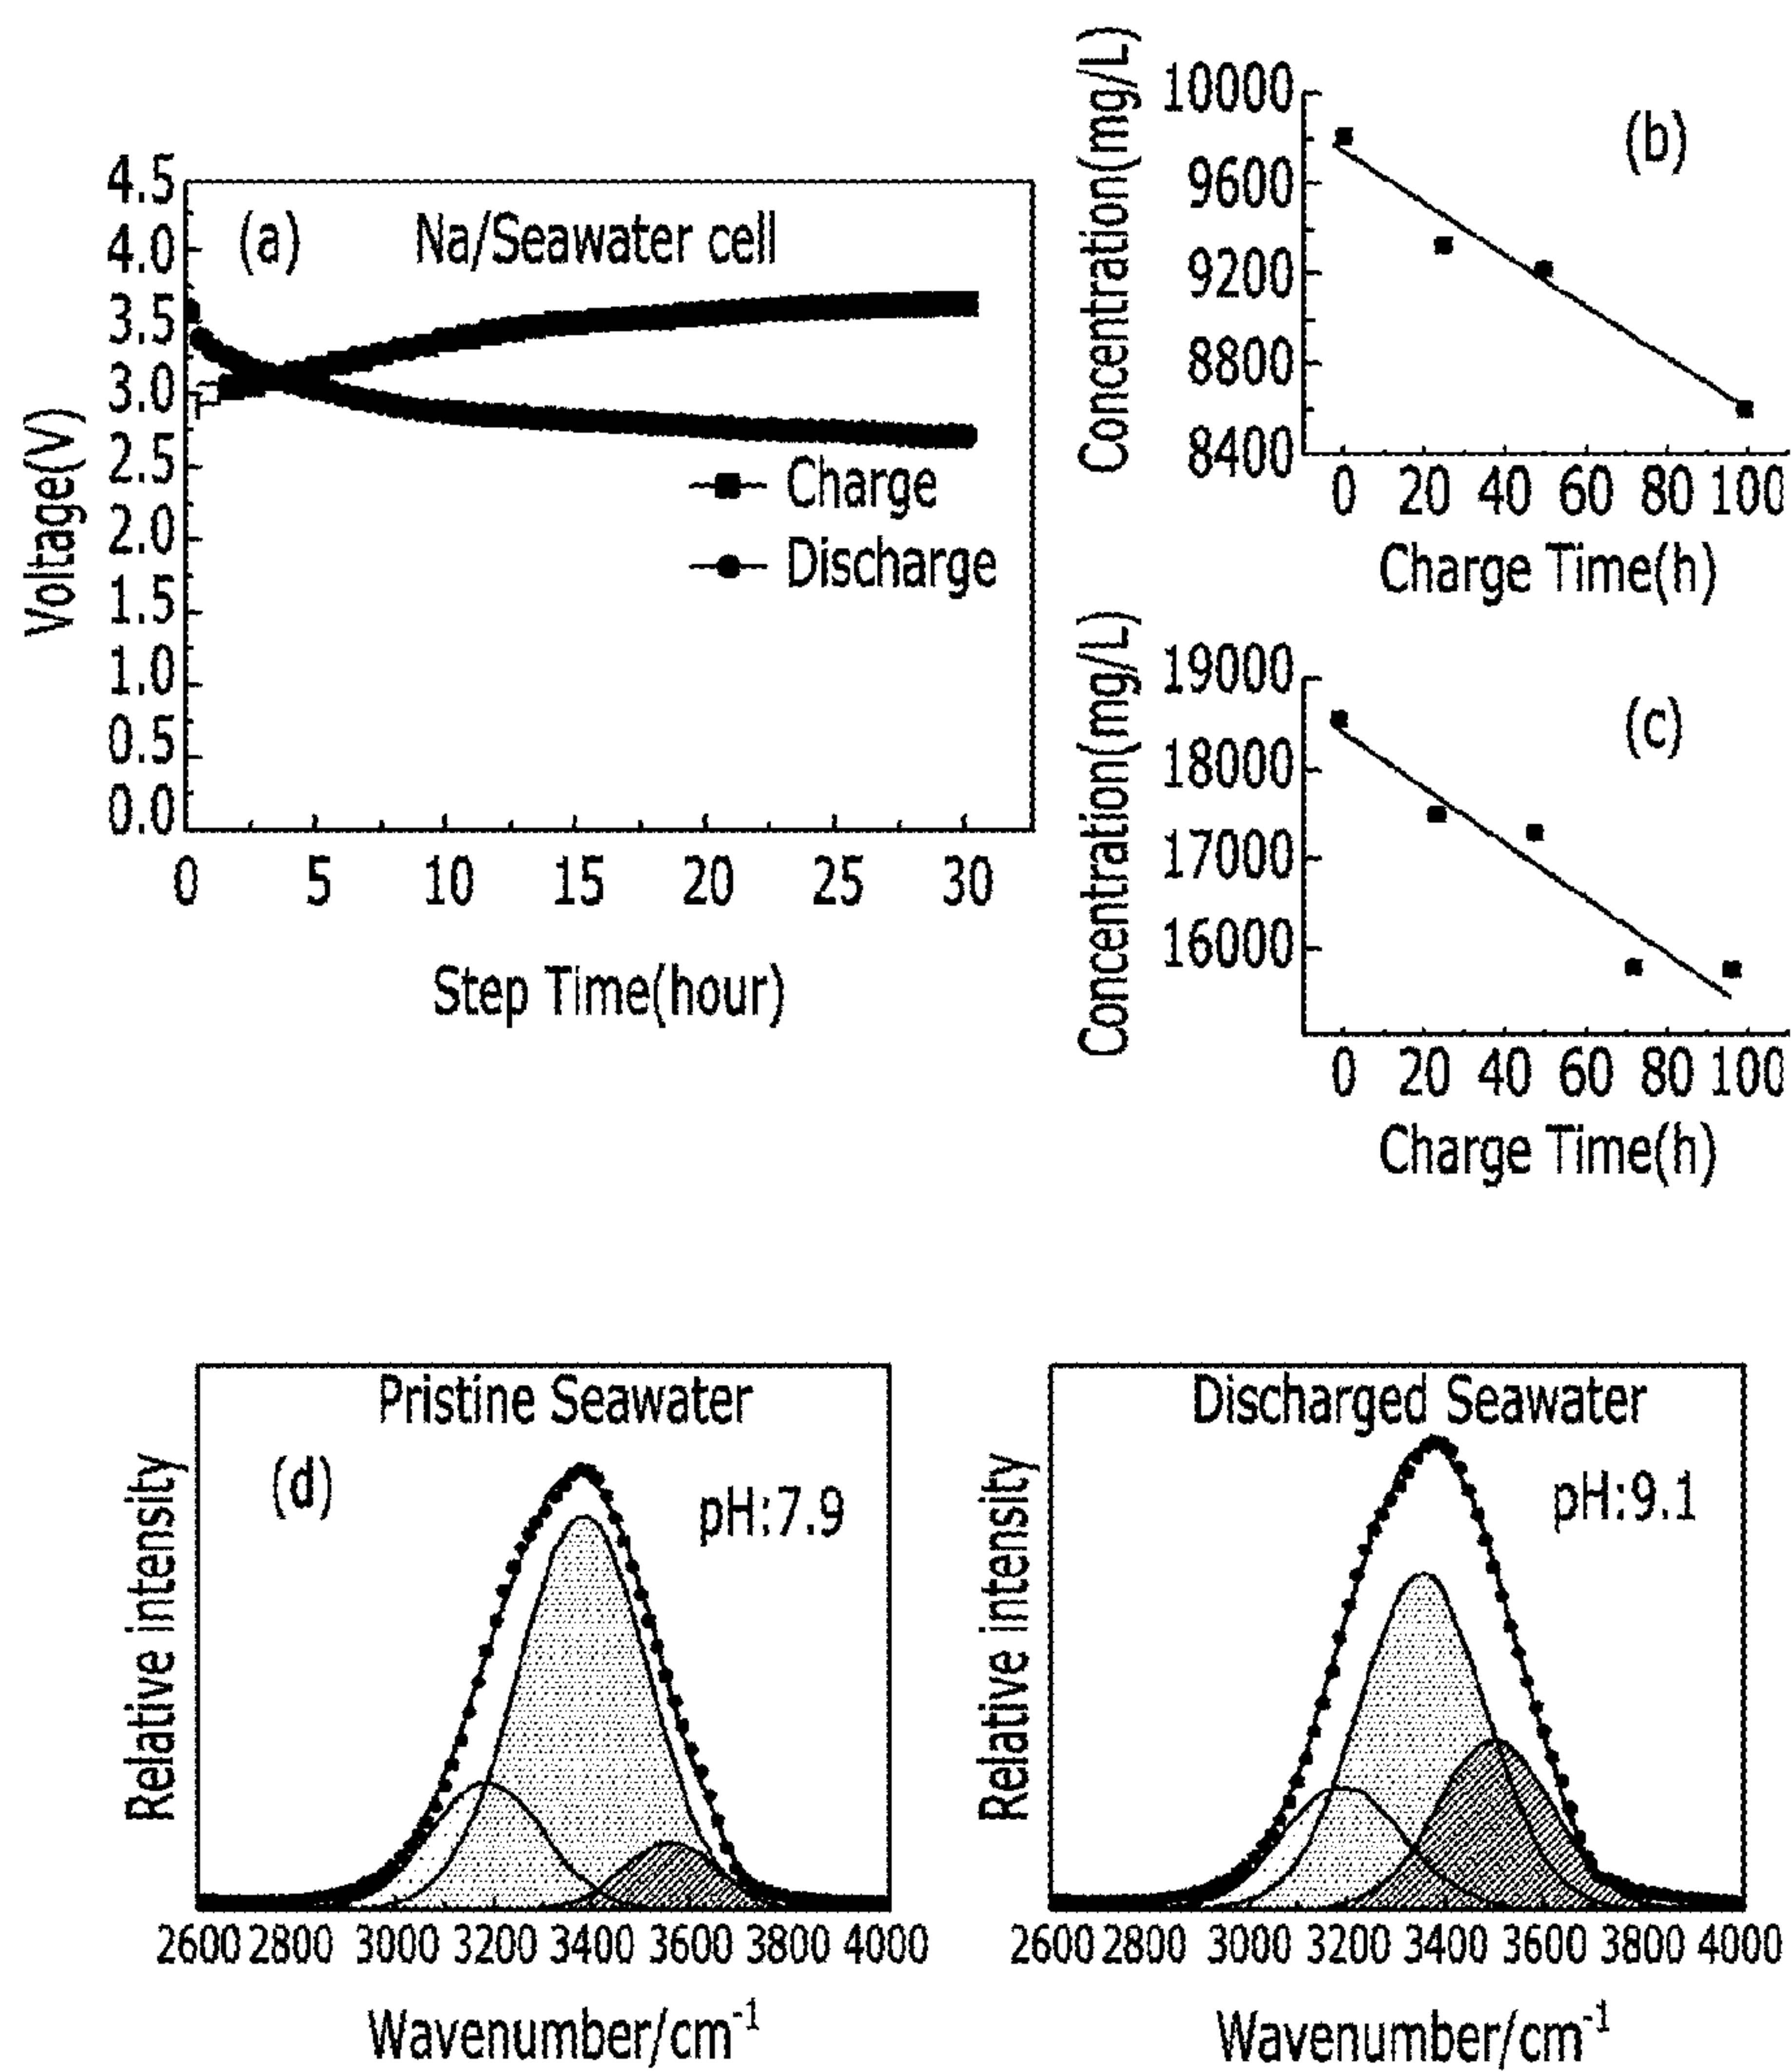 (a) Na/Seawater cell
Voltage(V)
4.5
4.0
3.5
3.0
2.5
2.0
1.5
1.0
0.5
0.0
Charge
Discharge
0 5 10 15 20 25 30
Step Time(hour)
(b)
Concentration(mg/L)
10000
9600
9200
8800
8400
0 20 40 60 80 100
Charge Time(h)
(c)
Concentration(mg/L)
19000
18000
17000
16000
0 20 40 60 80 100
Charge Time(h)
Pristine Seawater
(d)
pH:7.9
Relative intensity
2600 2800 3000 3200 3400 3600 3800 4000
Wavenumber/cm⁻¹
Discharged Seawater
pH:9.1
Relative intensity
2600 2800 3000 3200 3400 3600 3800 4000
Wavenumber/cm⁻¹